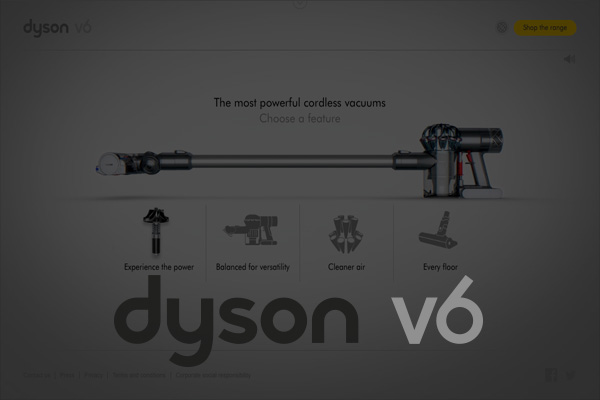 dyson v6
Shop the range
The most powerful cordless vacuums
Choose a feature
Experience the power
Balanced for versatility
Cleaner air
Every floor
dyson v6